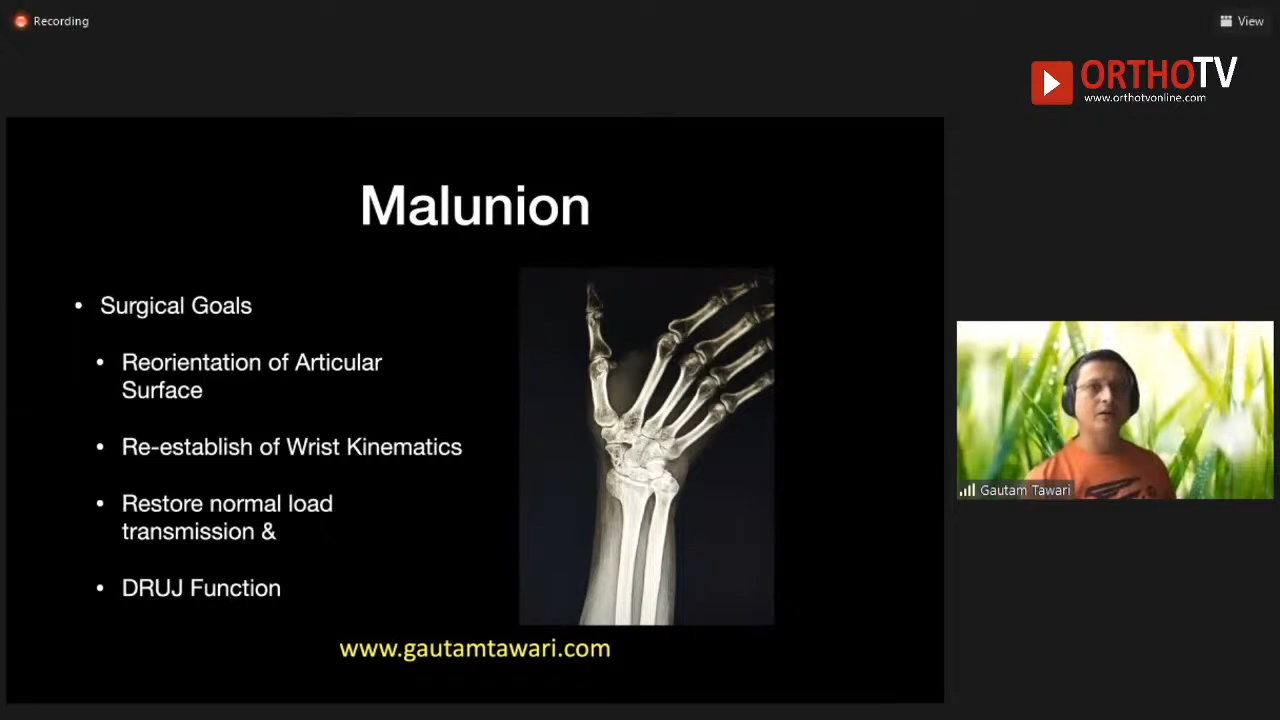 Recording
View
ORTHOTV
www.orthotvonline.com
Malunion
• Surgical Goals
• Reorientation of Articular
Surface
• Re-establish of Wrist Kinematics
• Restore normal load
transmission &
• DRUJ Function
www.gautamtawari.com
Gautam Tawari